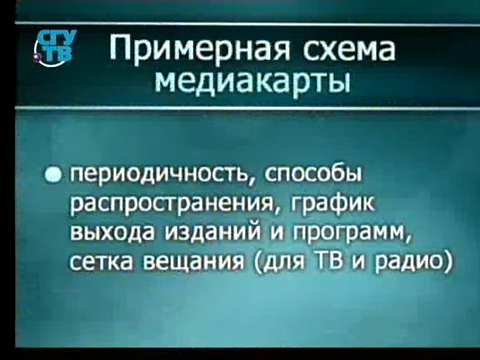 СГУ
ТВ
Примерная схема
медиакарты
периодичность, способы
распространения, график
выхода изданий и программ,
сетка вещания (для ТВ и радио)